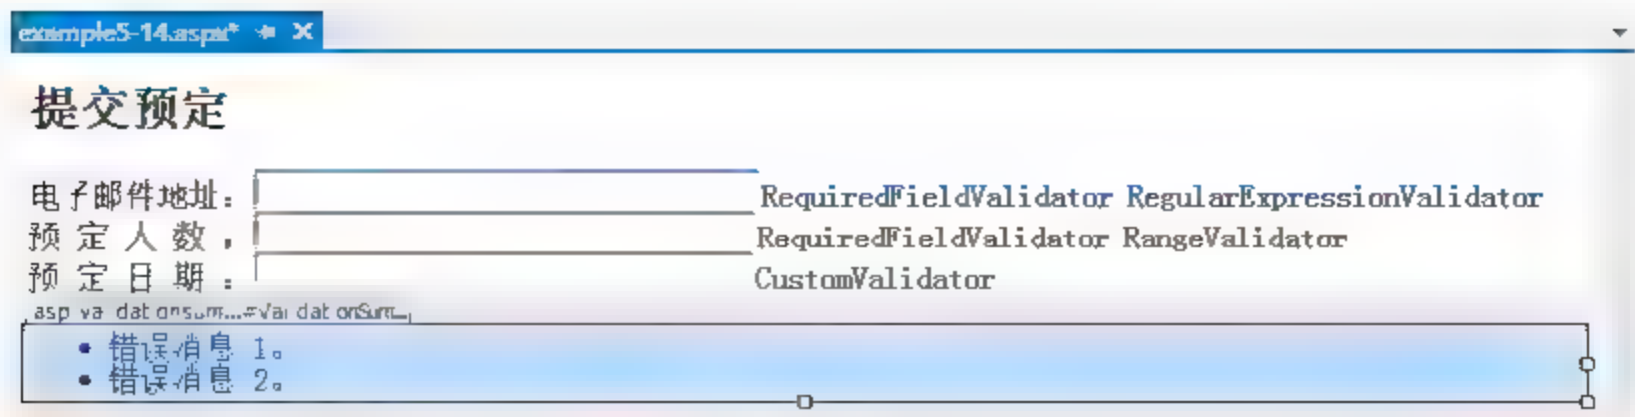 example5-14.aspx*
提交预定
电子邮件地址: RequiredFieldValidator RegularExpressionValidator
预定人数, RequiredFieldValidator RangeValidator
预定日期: CustomValidator
错误消息 1。
错误消息 2。